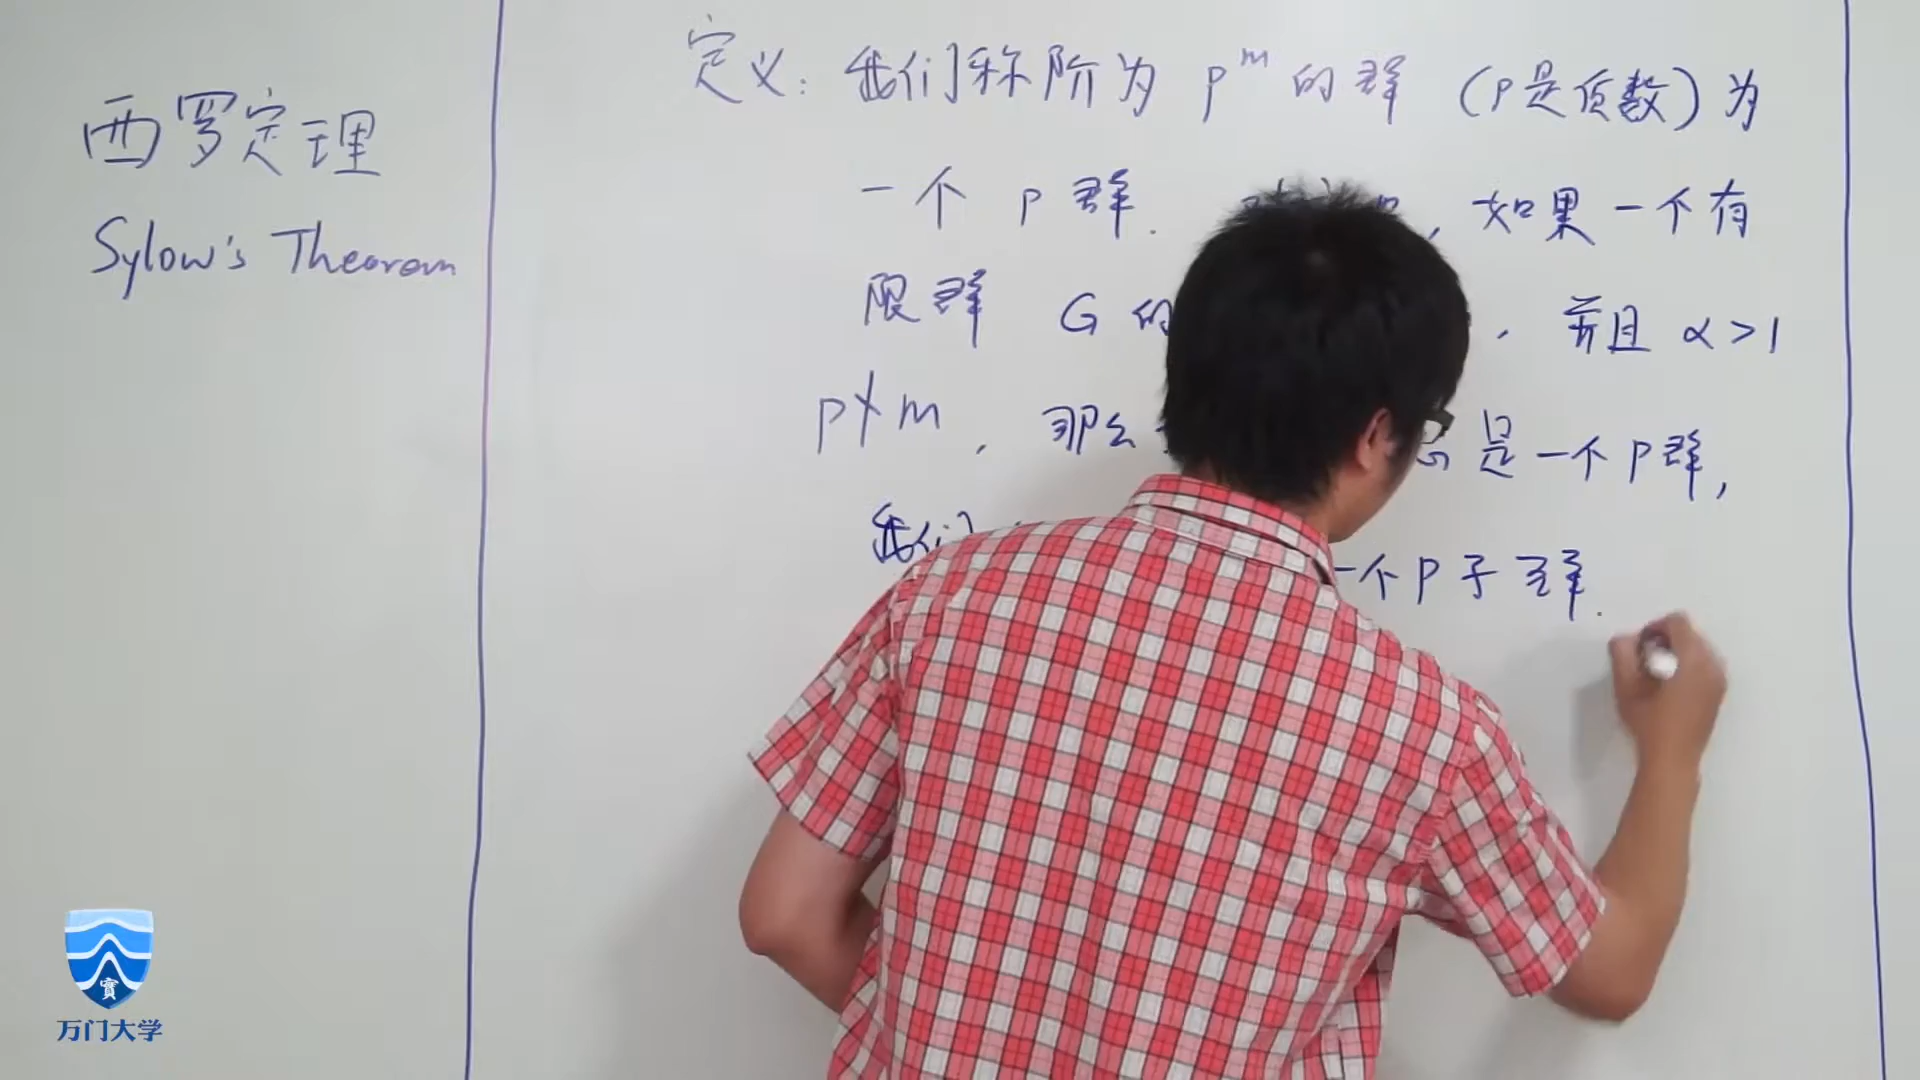 西罗定理
Sylow's Theorem
定义: 我们称阶为 p^m 的群 (p是质数) 为
一个 p 群. , 如果一个有
限群 G 的 , 并且 α>1
p∤m , 那么 是一个p群,
我们 一个p子群.
寶
万门大学